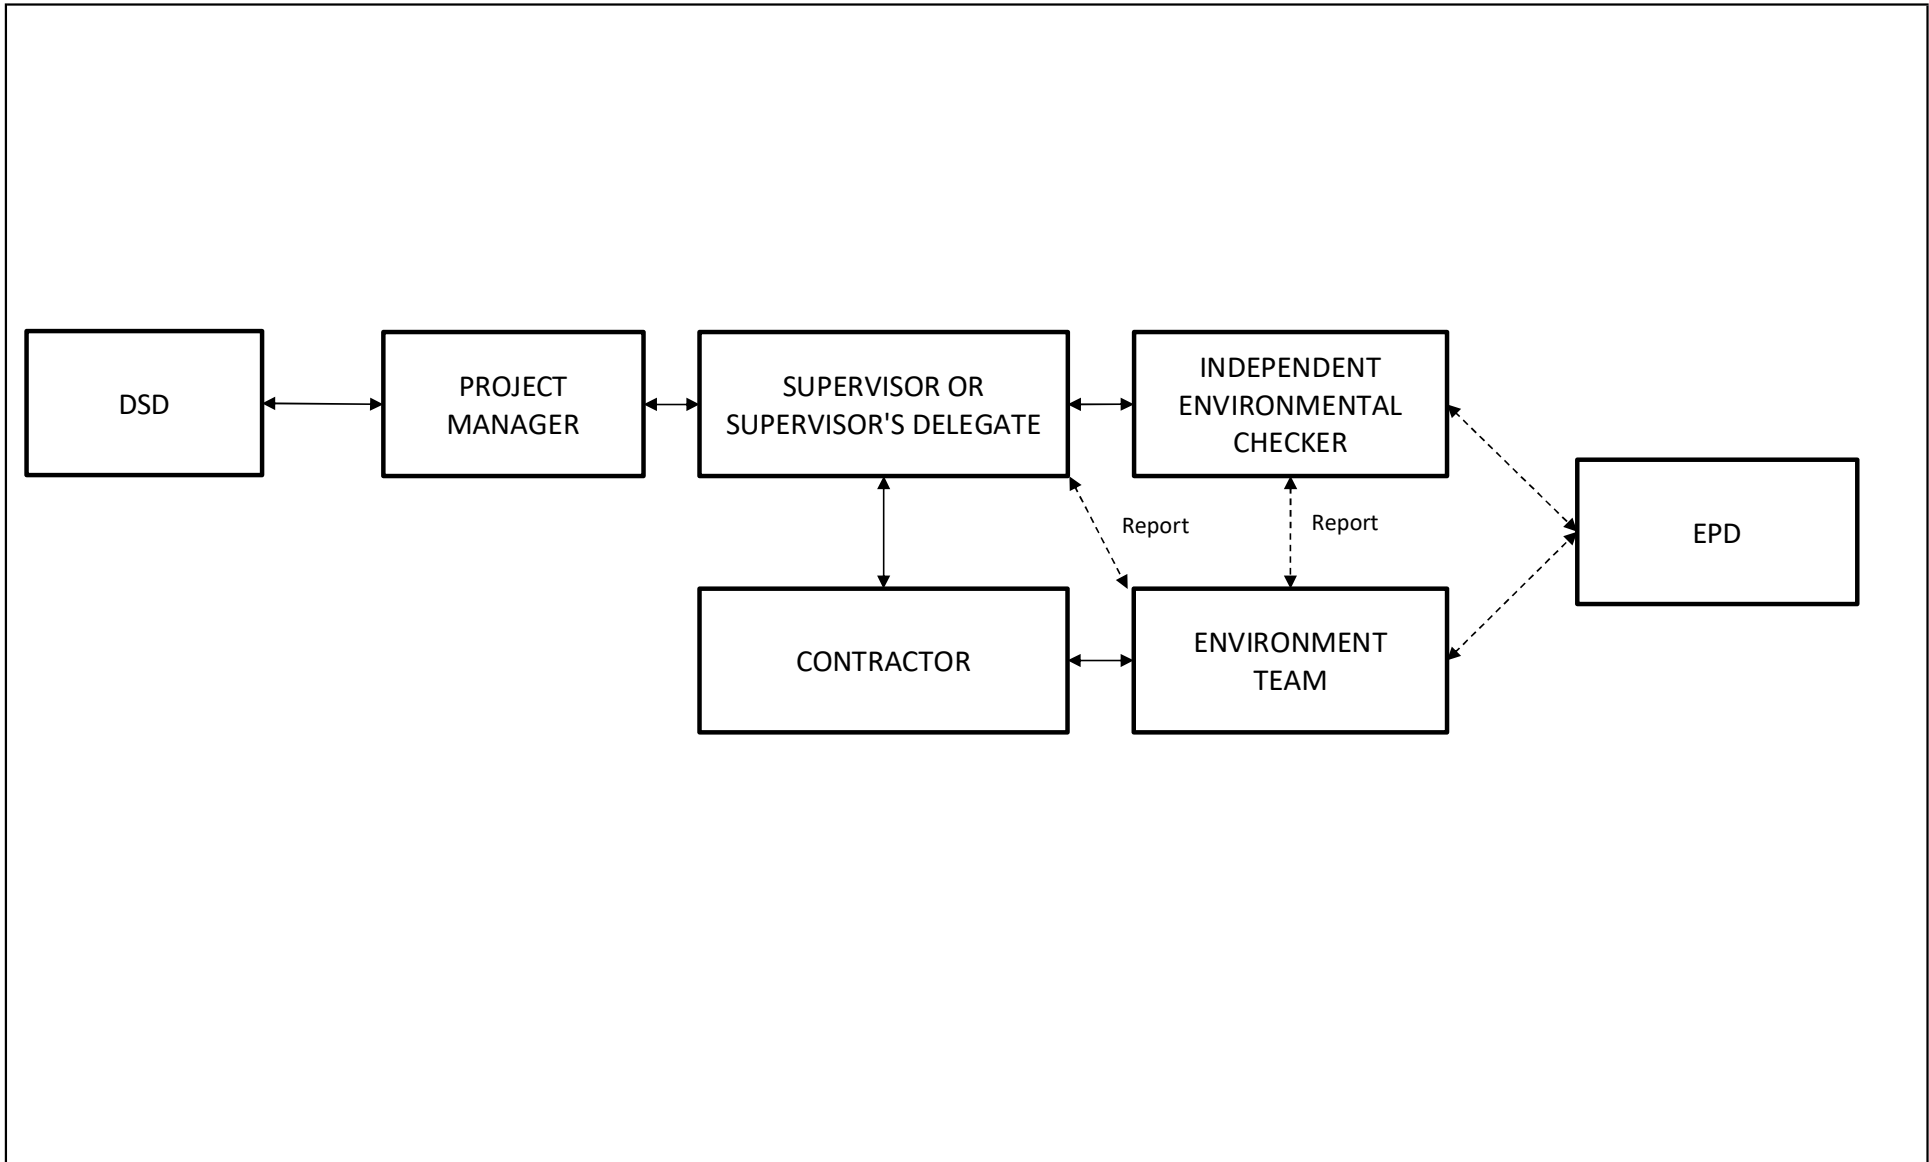 DSD
PROJECT
MANAGER
SUPERVISOR OR
SUPERVISOR'S DELEGATE
INDEPENDENT
ENVIRONMENTAL
CHECKER
Report
Report
EPD
CONTRACTOR
ENVIRONMENT
TEAM